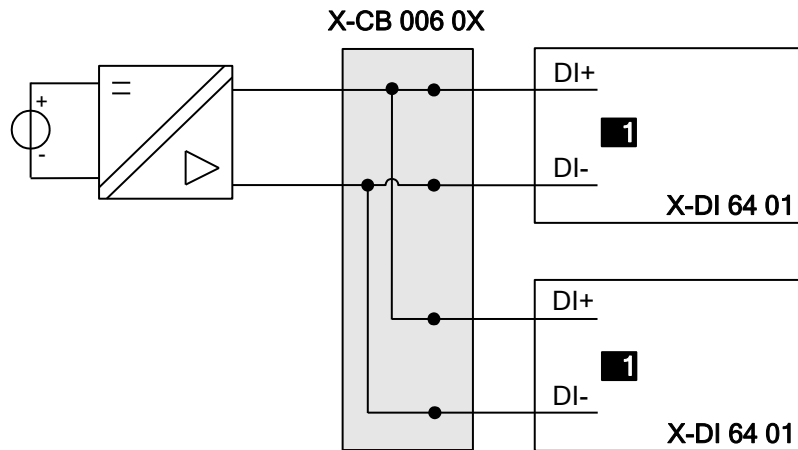 X-CB 006 0X
+
-
DI+
1
DI-
X-DI 64 01
DI+
1
DI-
X-DI 64 01